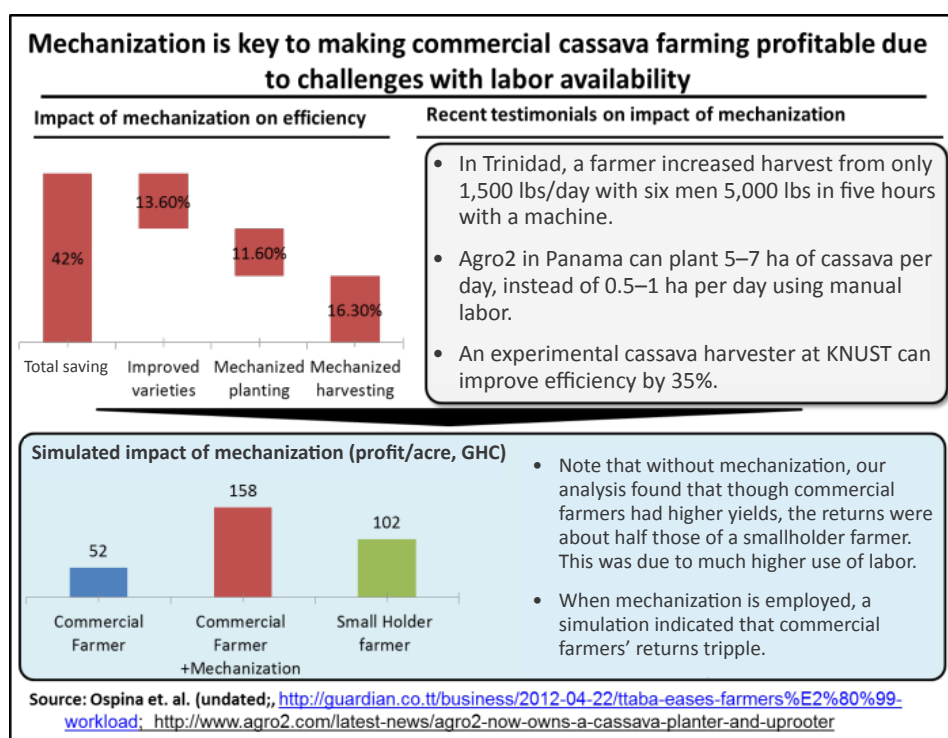 Mechanization is key to making commercial cassava farming profitable due
to challenges with labor availability
Impact of mechanization on efficiency
42%
13.60%
11.60%
16.30%
Total saving
Improved
varieties
Mechanized
planting
Mechanized
harvesting
Recent testimonials on impact of mechanization
• In Trinidad, a farmer increased harvest from only
1,500 lbs/day with six men 5,000 lbs in five hours
with a machine.
• Agro2 in Panama can plant 5–7 ha of cassava per
day, instead of 0.5–1 ha per day using manual
labor.
• An experimental cassava harvester at KNUST can
improve efficiency by 35%.
Simulated impact of mechanization (profit/acre, GHC)
52
158
102
Commercial
Farmer
Commercial
Farmer
+Mechanization
Small Holder
farmer
• Note that without mechanization, our
analysis found that though commercial
farmers had higher yields, the returns were
about half those of a smallholder farmer.
This was due to much higher use of labor.
• When mechanization is employed, a
simulation indicated that commercial
farmers’ returns tripple.
Source: Ospina et. al. (undated;, http://guardian.co.tt/business/2012-04-22/ttaba-eases-farmers%E2%80%99-
workload; http://www.agro2.com/latest-news/agro2-now-owns-a-cassava-planter-and-uprooter